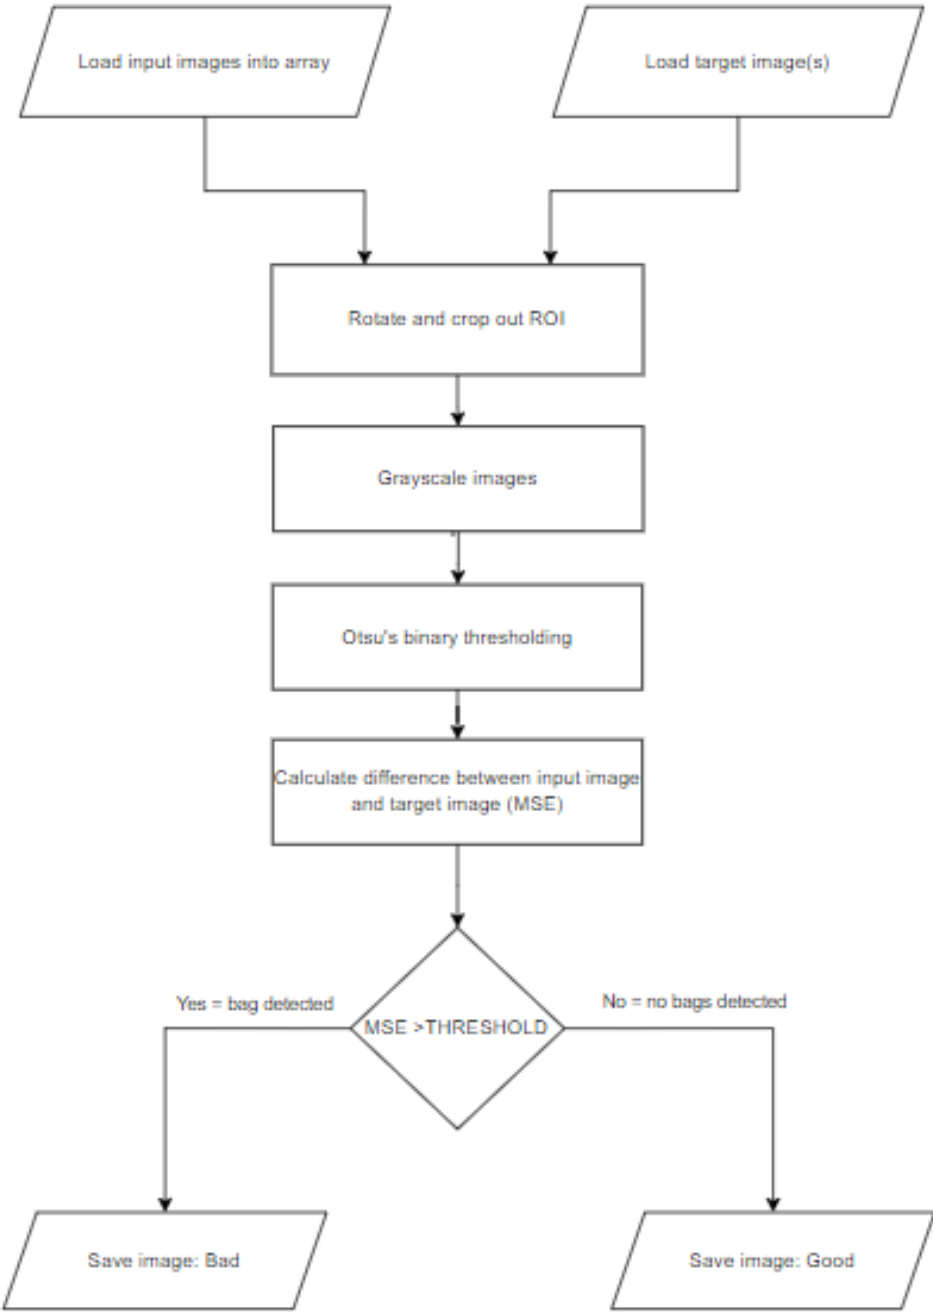 Load input images into array
Load target image(s)
Rotate and crop out ROI
Grayscale images
Otsu's binary thresholding
Calculate difference between input image
and target image (MSE)
Yes = bag detected
No = no bags detected
MSE >THRESHOLD
Save image: Bad
Save image: Good